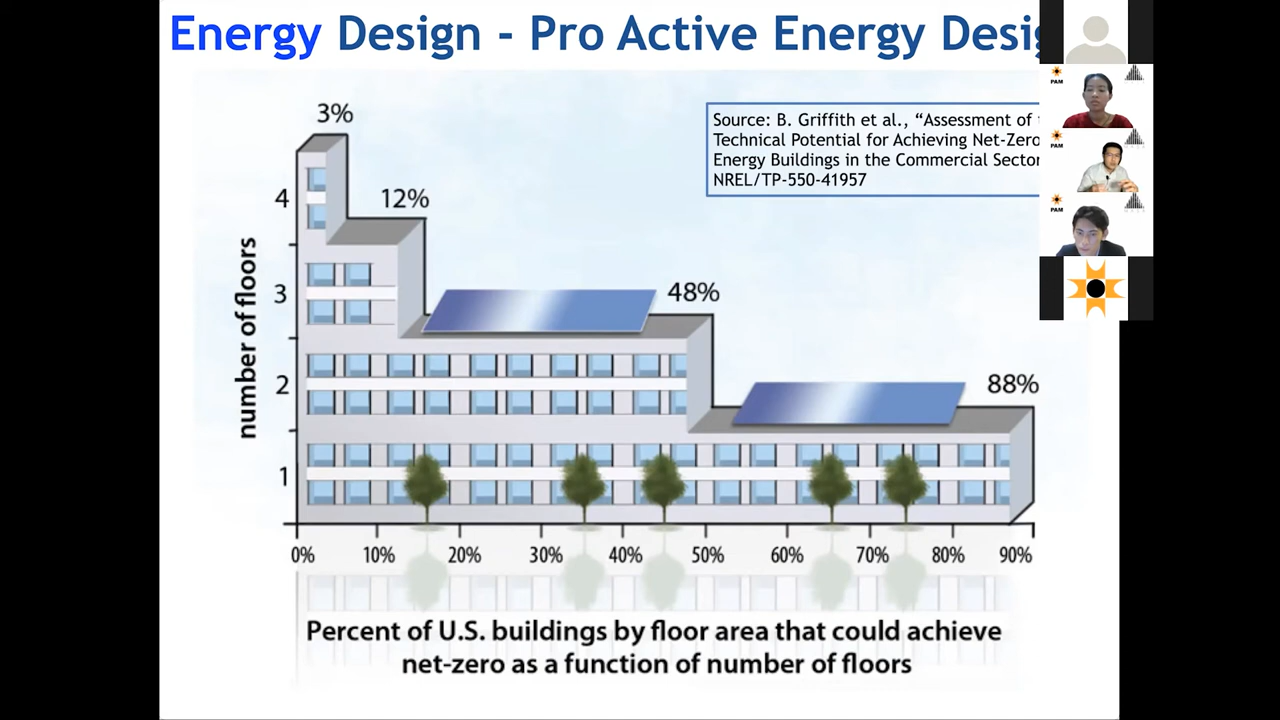 Energy Design - Pro Active Energy Desig
Source: B. Griffith et al., “Assessment of
Technical Potential for Achieving Net-Zero
Energy Buildings in the Commercial Sector
NREL/TP-550-41957
3%
12%
48%
88%
number of floors
4
3
2
1
0% 10% 20% 30% 40% 50% 60% 70% 80% 90%
Percent of U.S. buildings by floor area that could achieve
net-zero as a function of number of floors
PAM
PAM
PAM